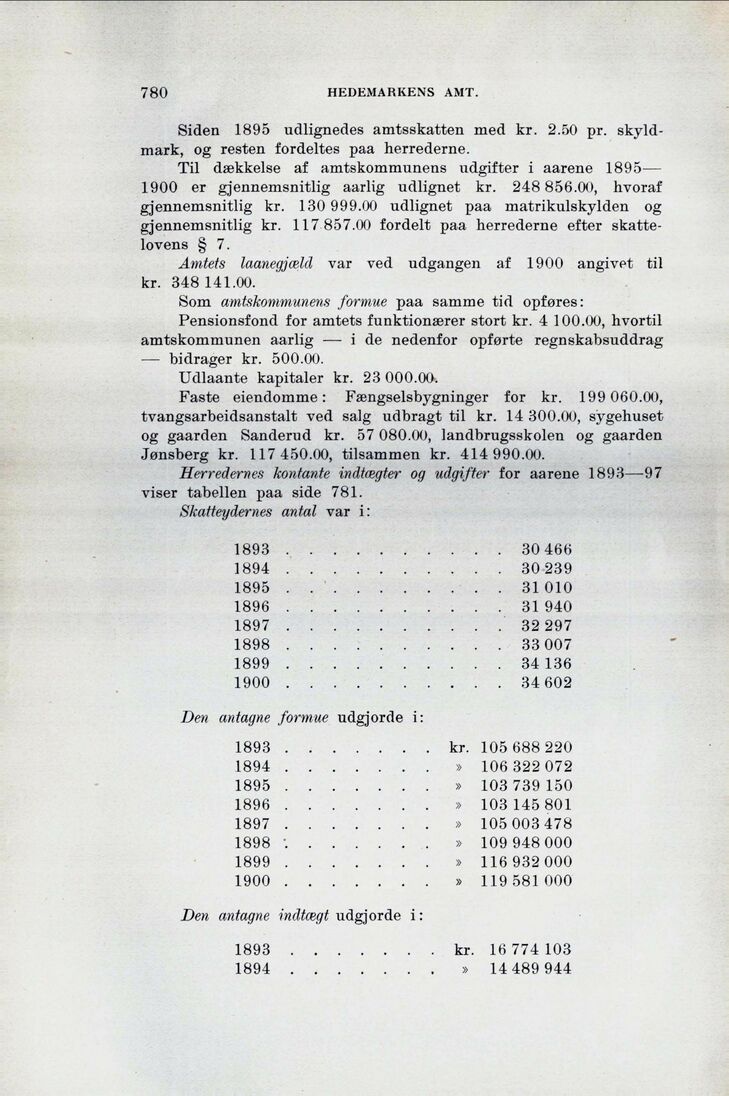 780 HEDEMARKENS AMT.
Siden 1895 udlignedes amtsskatten med kr. 2.50 pr. skyld-
mark, og resten fordeltes paa herrederne.
Til dækkelse af amtskommunens udgifter i aarene 1895—
1900 er gjennemsnitlig aarlig udlignet kr. 248 856.00, hvoraf
gjennemsnitlig kr. 130 999.00 udlignet paa matrikulskylden og
gjennemsnitlig kr. 117 857.00 fordelt paa herrederne efter skatte-
lovens § 7.
Amtets laanegjæld var ved udgangen af 1900 angivet til
kr. 348 141.00.
Som amtskommunens formue paa samme tid opføres:
Pensionsfond for amtets funktionærer stort kr. 4 100.00, hvortil
amtskommunen aarlig — i de nedenfor opførte regnskabsuddrag
— bidrager kr. 500.00.
Udlaante kapitaler kr. 23 000.00.
Faste eiendomme: Fængselsbygninger for kr. 199 060.00,
tvangsarbeidsanstalt ved salg udbragt til kr. 14 300.00, sygehuset
og gaarden Sanderud kr. 57 080.00, landbrugsskolen og gaarden
Jønsberg kr. 117 450.00, tilsammen kr. 414 990.00.
Herredernes kontante indtægter og udgifter for aarene 1893—97
viser tabellen paa side 781.
Skatteydernes antal var i:
1893 . . . . . . . . . . 30 466
1894 . . . . . . . . . . 30 239
1895 . . . . . . . . . . 31 010
1896 . . . . . . . . . . 31 940
1897 . . . . . . . . . . 32 297
1898 . . . . . . . . . . 33 007
1899 . . . . . . . . . . 34 136
1900 . . . . . . . . . . 34 602
Den antagne formue udgjorde i:
1893 . . . . . . . kr. 105 688 220
1894 . . . . . . . » 106 322 072
1895 . . . . . . . » 103 739 150
1896 . . . . . . . » 103 145 801
1897 . . . . . . . » 105 003 478
1898 . . . . . . . » 109 948 000
1899 . . . . . . . » 116 932 000
1900 . . . . . . . » 119 581 000
Den antagne indtægt udgjorde i:
1893 . . . . . . . kr. 16 774 103
1894 . . . . . . . » 14 489 944